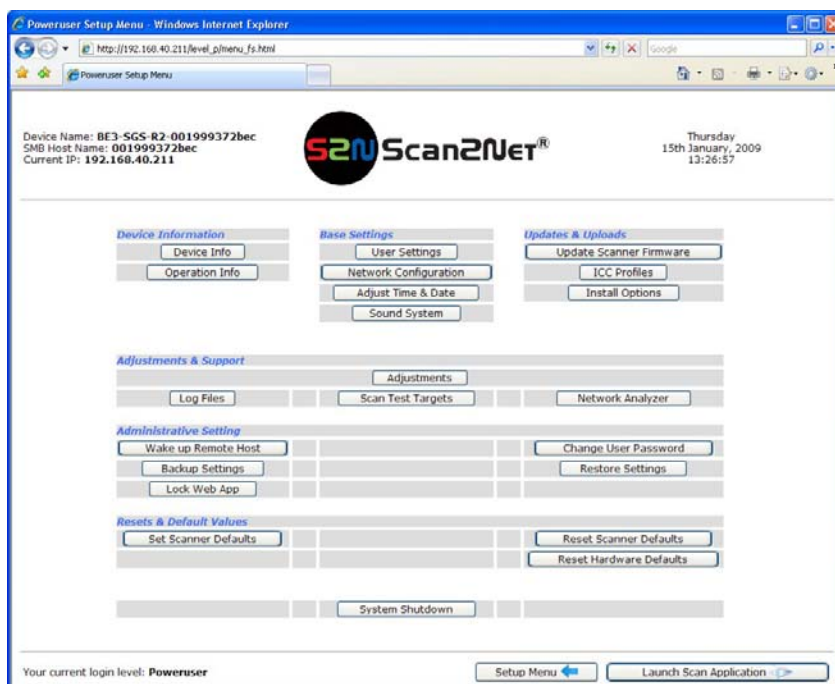 Poweruser Setup Menu - Windows Internet Explorer
http://192.168.40.211/level_p/menu_fs.html
Google
Poweruser Setup Menu
Device Name: BE3-SGS-R2-001999372bec
SMB Host Name: 001999372bec
Current IP: 192.168.40.211
S2N Scan2Net®
Thursday
15th January, 2009
13:26:57
Device Information Base Settings Updates & Uploads
Device Info User Settings Update Scanner Firmware
Operation Info Network Configuration ICC Profiles
Adjust Time & Date Install Options
Sound System
Adjustments & Support
Adjustments
Log Files Scan Test Targets Network Analyzer
Administrative Setting
Wake up Remote Host Change User Password
Backup Settings Restore Settings
Lock Web App
Resets & Default Values
Set Scanner Defaults Reset Scanner Defaults
Reset Hardware Defaults
System Shutdown
Your current login level: Poweruser Setup Menu Launch Scan Application